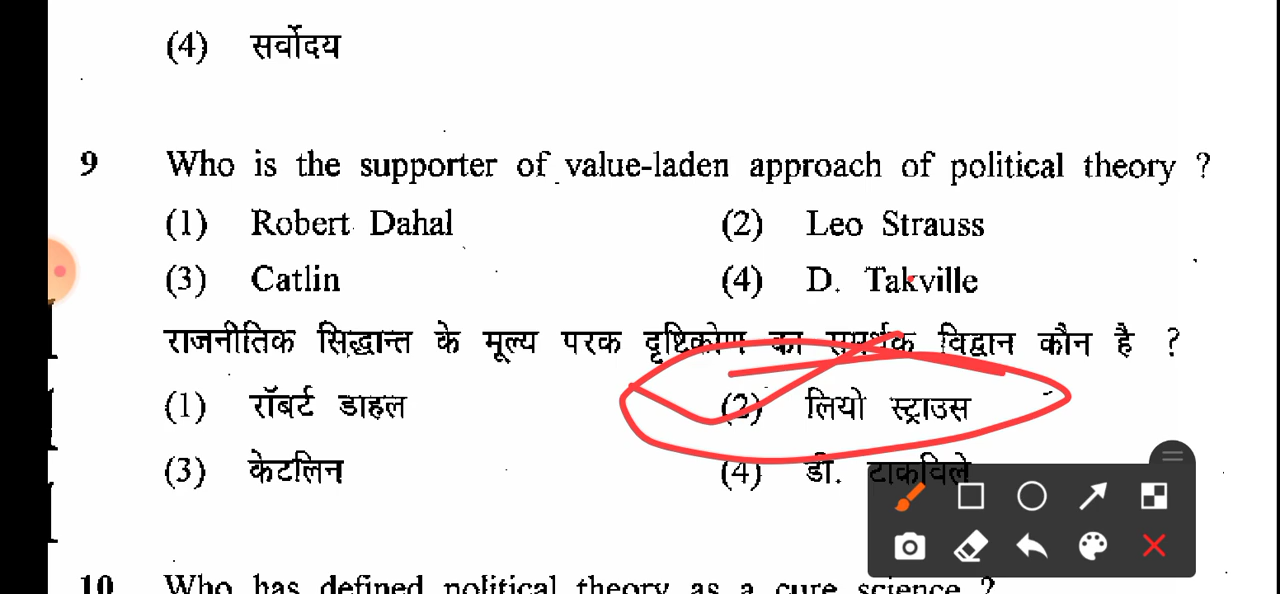 (4) सर्वोदय
9 Who is the supporter of value-laden approach of political theory ?
(1) Robert Dahal (2) Leo Strauss
(3) Catlin (4) D. Takville
राजनीतिक सिद्धान्त के मूल्य परक दृष्टिकोण का समर्थक विद्वान कौन है ?
(1) रॉबर्ट डाहल (2) लियो स्ट्राउस
(3) केटलिन (4) डी. टाकविले
10 Who has defined political theory as a cure science ?